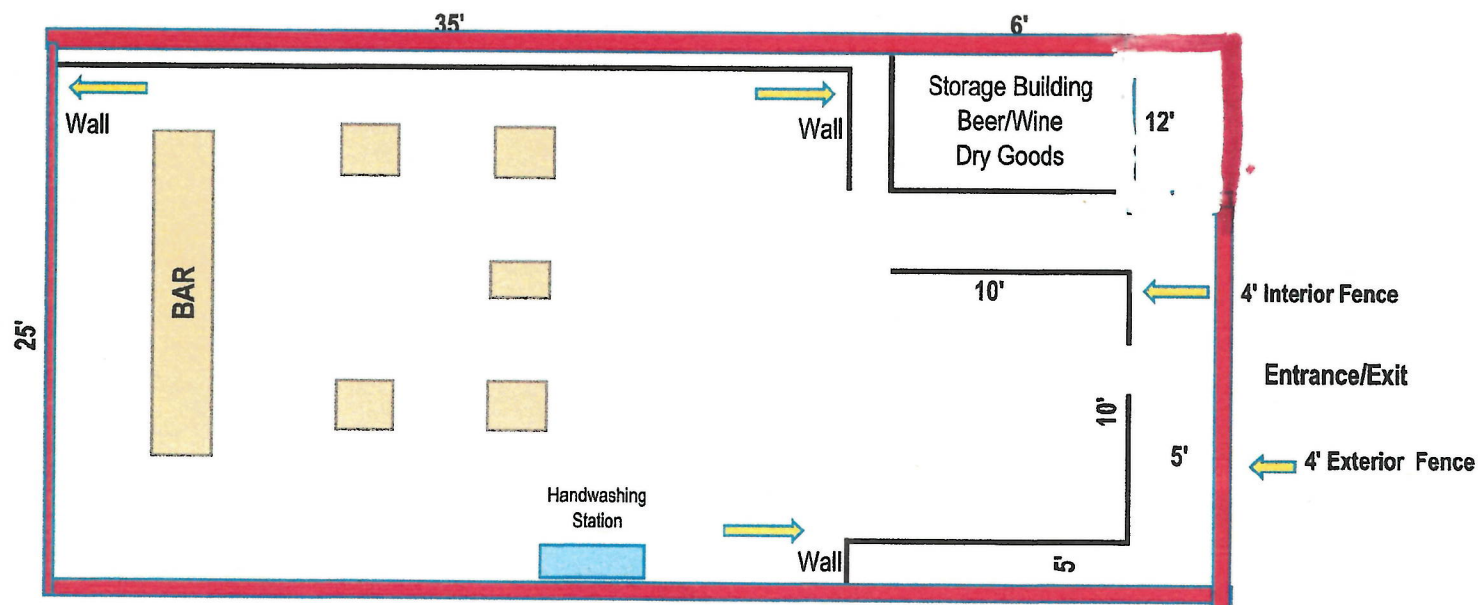 35'
6'
Wall
Wall
Storage Building
Beer/Wine
Dry Goods
12'
BAR
25'
10'
4' Interior Fence
Entrance/Exit
10'
5'
4' Exterior Fence
Handwashing
Station
Wall
5'